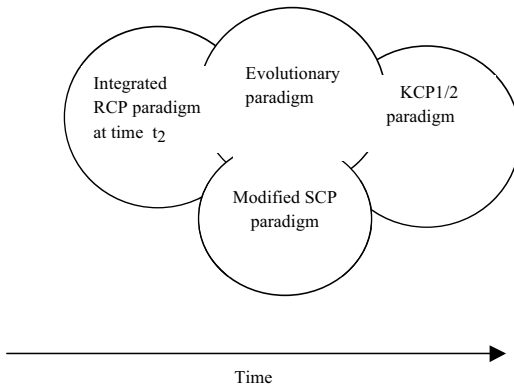 Integrated
RCP paradigm
at time t2
Evolutionary
paradigm
KCP1/2
paradigm
Modified SCP
paradigm
Time